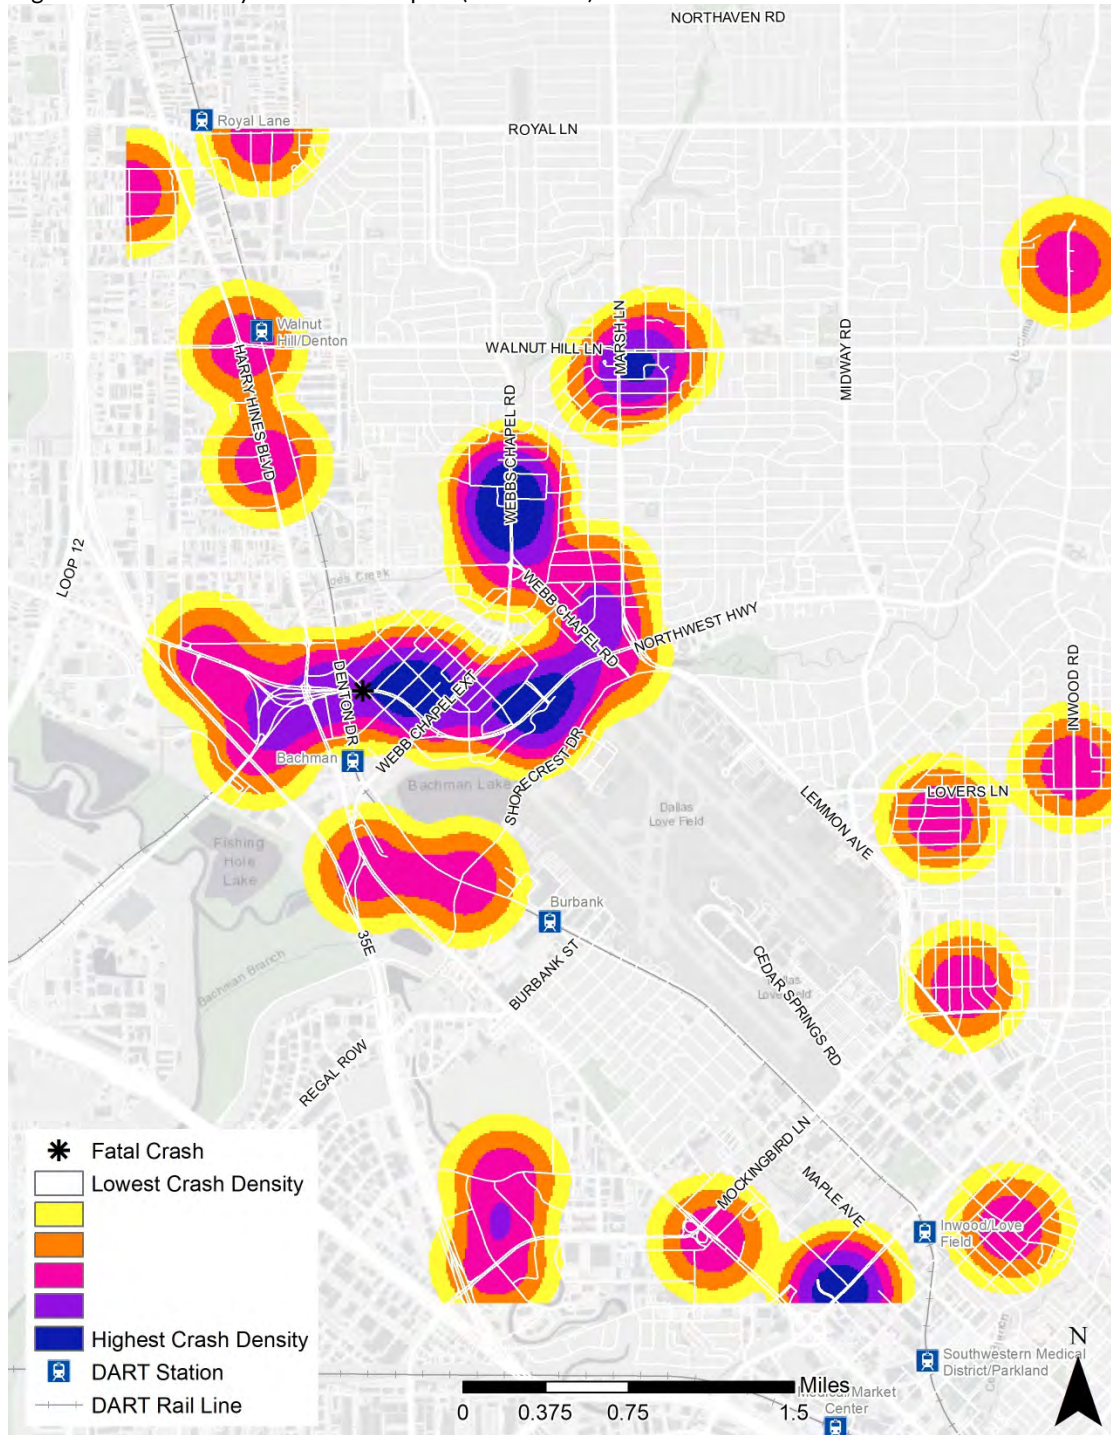 NORTHAVEN RD
Royal Lane
ROYAL LN
Walnut
Hill/Denton
WALNUT HILL LN
MARSH LN
MIDWAY RD
HARRY HINES BLVD
WEBBS CHAPEL RD
LOOP 12
WEBB CHAPEL RD
NORTHWEST HWY
DENTON DR
WEBB CHAPEL EXT
INWOOD RD
Bachman
Bachman Lake
SHORECREST DR
LOVERS LN
Dallas
Love Field
LEMMON AVE
Fishing
Hole
Lake
Burbank
35E
BURBANK ST
Bachman Branch
CEDAR SPRINGS RD
REGAL ROW
MOCKINGBIRD LN
MAPLE AVE
Inwood/Love
Field
Fatal Crash
Lowest Crash Density
Highest Crash Density
DART Station
DART Rail Line
Southwestern Medical
District/Parkland
Medical/Market
Center
Miles
0 0.375 0.75 1.5
N